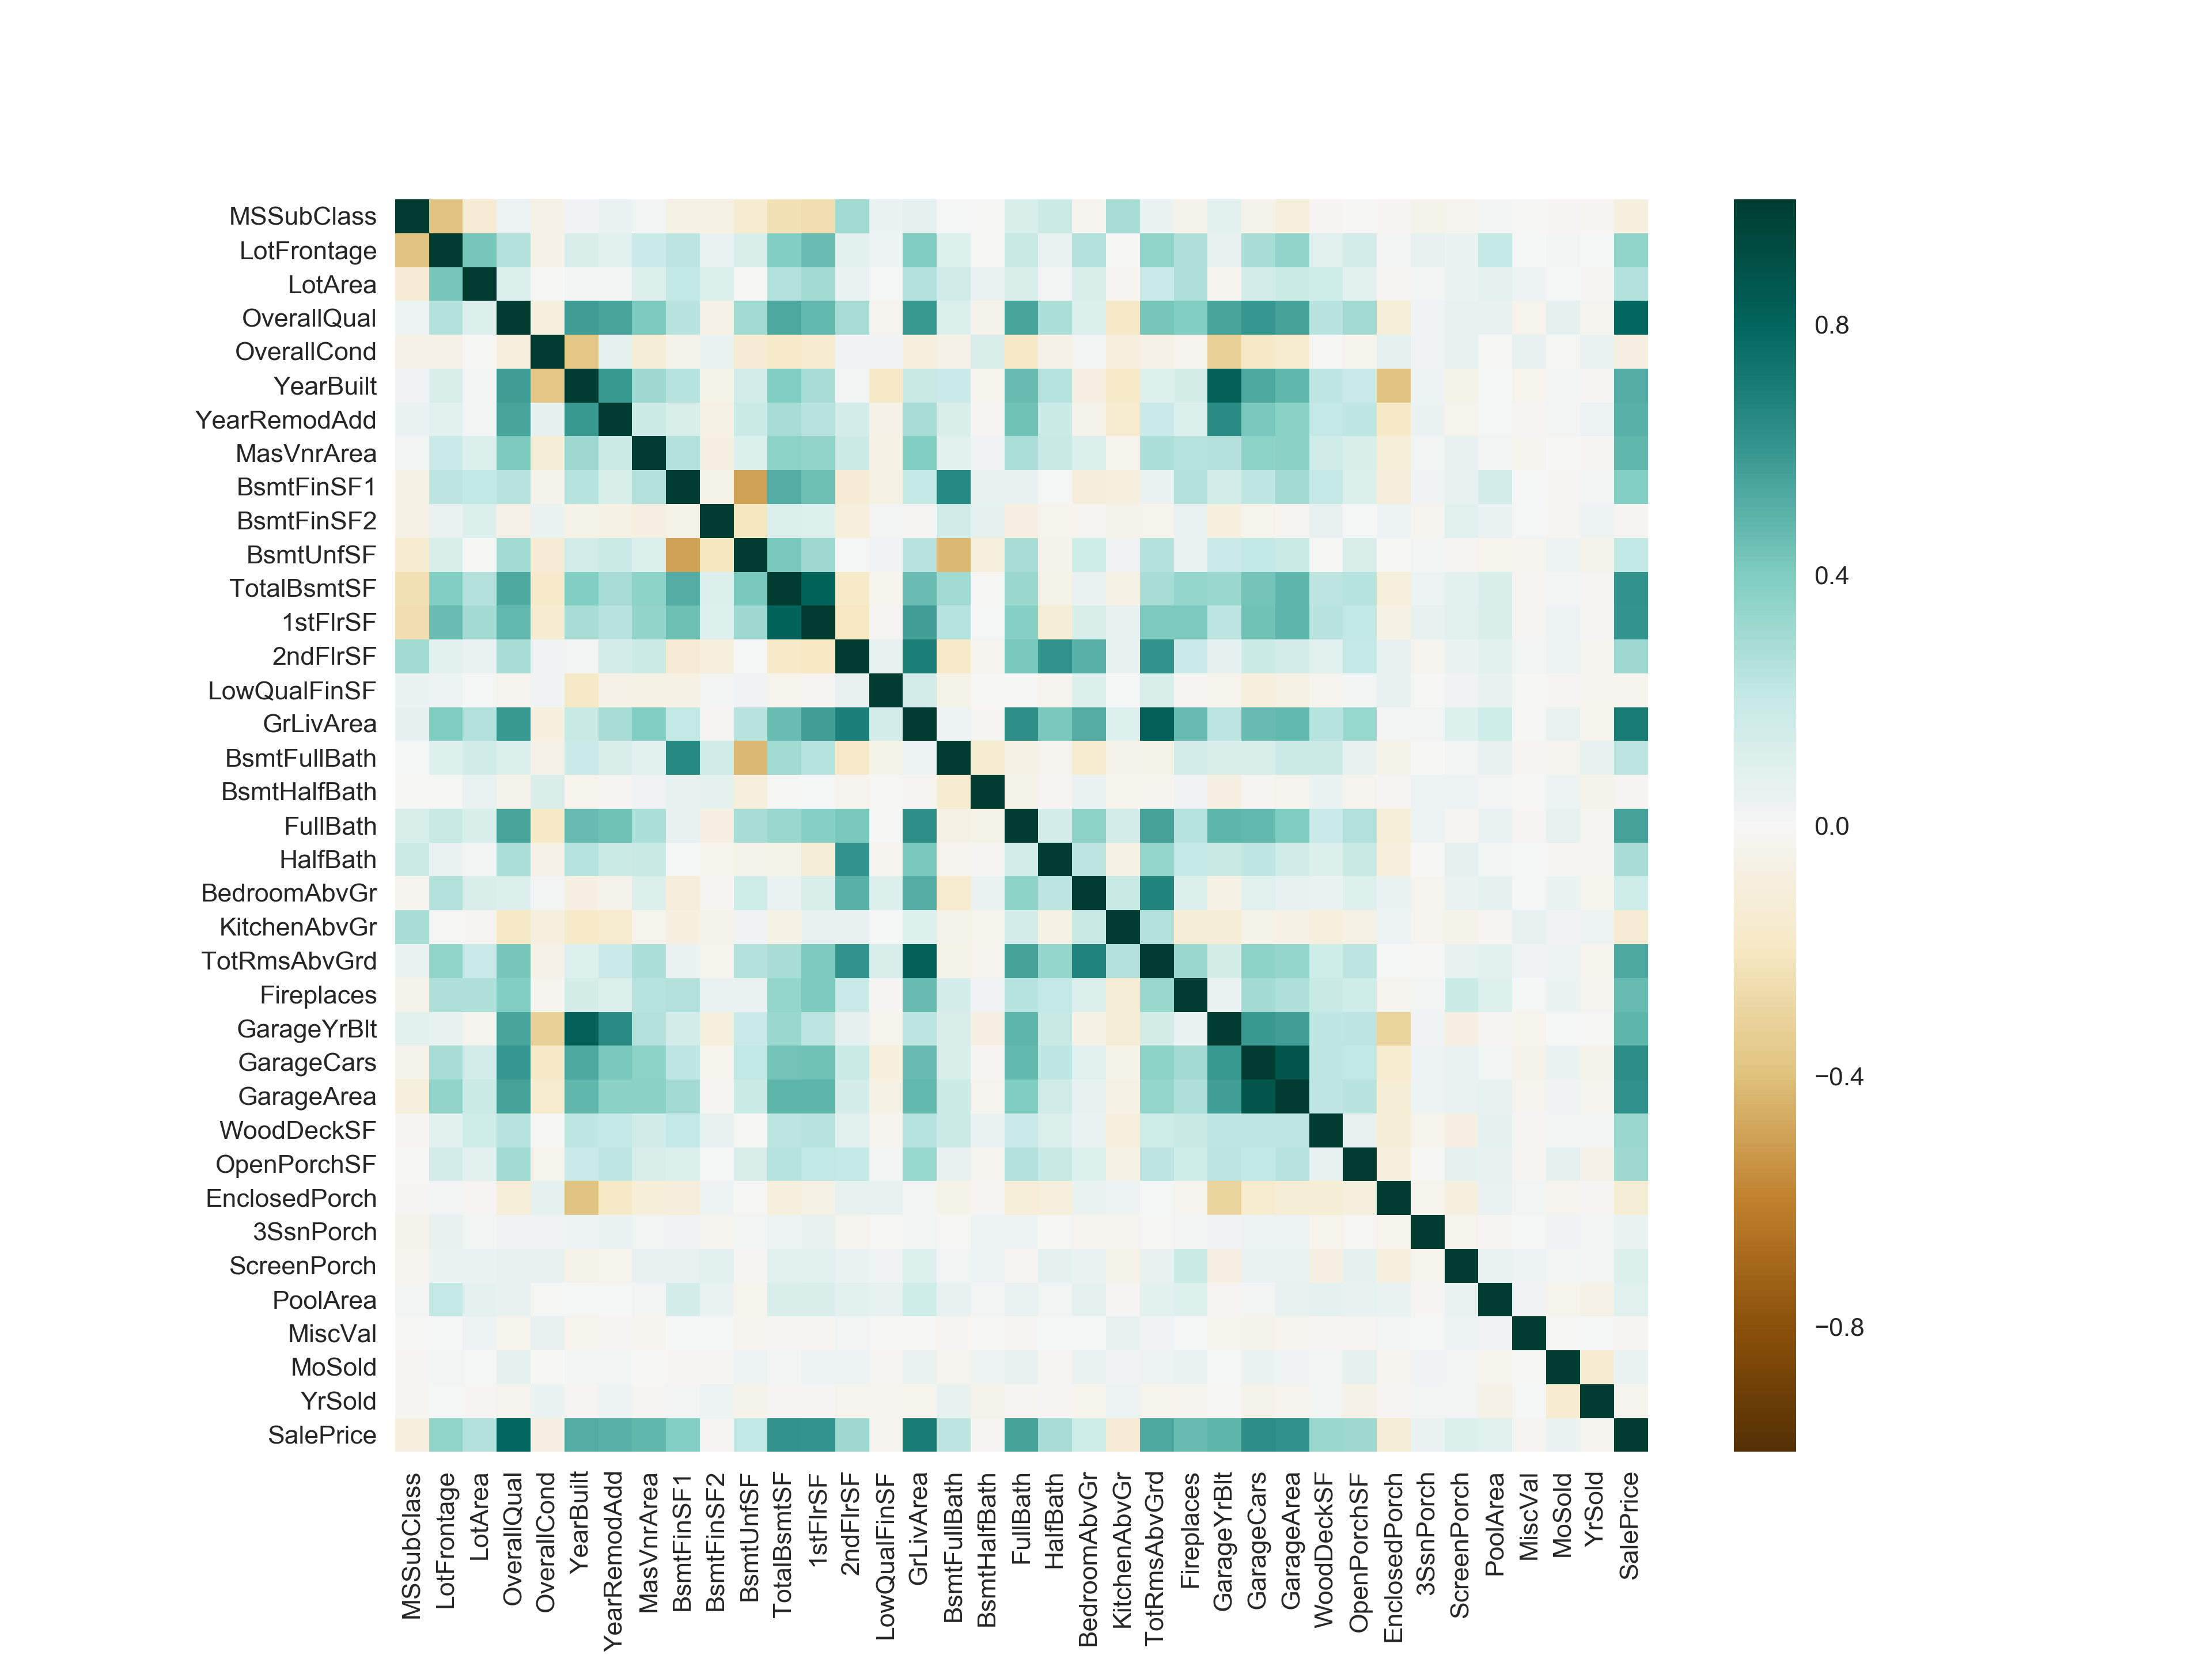 MSSubClass
LotFrontage
LotArea
OverallQual
OverallCond
YearBuilt
YearRemodAdd
MasVnrArea
BsmtFinSF1
BsmtFinSF2
BsmtUnfSF
TotalBsmtSF
1stFlrSF
2ndFlrSF
LowQualFinSF
GrLivArea
BsmtFullBath
BsmtHalfBath
FullBath
HalfBath
BedroomAbvGr
KitchenAbvGr
TotRmsAbvGrd
Fireplaces
GarageYrBlt
GarageCars
GarageArea
WoodDeckSF
OpenPorchSF
EnclosedPorch
3SsnPorch
ScreenPorch
PoolArea
MiscVal
MoSold
YrSold
SalePrice
MSSubClass
LotFrontage
LotArea
OverallQual
OverallCond
YearBuilt
YearRemodAdd
MasVnrArea
BsmtFinSF1
BsmtFinSF2
BsmtUnfSF
TotalBsmtSF
1stFlrSF
2ndFlrSF
LowQualFinSF
GrLivArea
BsmtFullBath
BsmtHalfBath
FullBath
HalfBath
BedroomAbvGr
KitchenAbvGr
TotRmsAbvGrd
Fireplaces
GarageYrBlt
GarageCars
GarageArea
WoodDeckSF
OpenPorchSF
EnclosedPorch
3SsnPorch
ScreenPorch
PoolArea
MiscVal
MoSold
YrSold
SalePrice
0.8
0.4
0.0
−0.4
−0.8